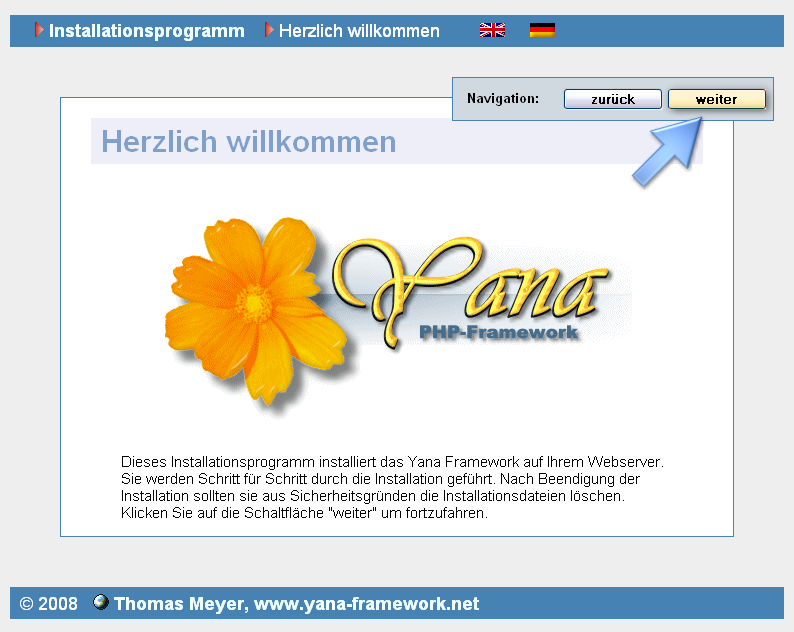 Installationsprogramm Herzlich willkommen
Navigation: zurück weiter
Herzlich willkommen
Yana
PHP-Framework
Dieses Installationsprogramm installiert das Yana Framework auf Ihrem Webserver.
Sie werden Schritt für Schritt durch die Installation geführt. Nach Beendigung der
Installation sollten sie aus Sicherheitsgründen die Installationsdateien löschen.
Klicken Sie auf die Schaltfläche "weiter" um fortzufahren.
© 2008 Thomas Meyer, www.yana-framework.net